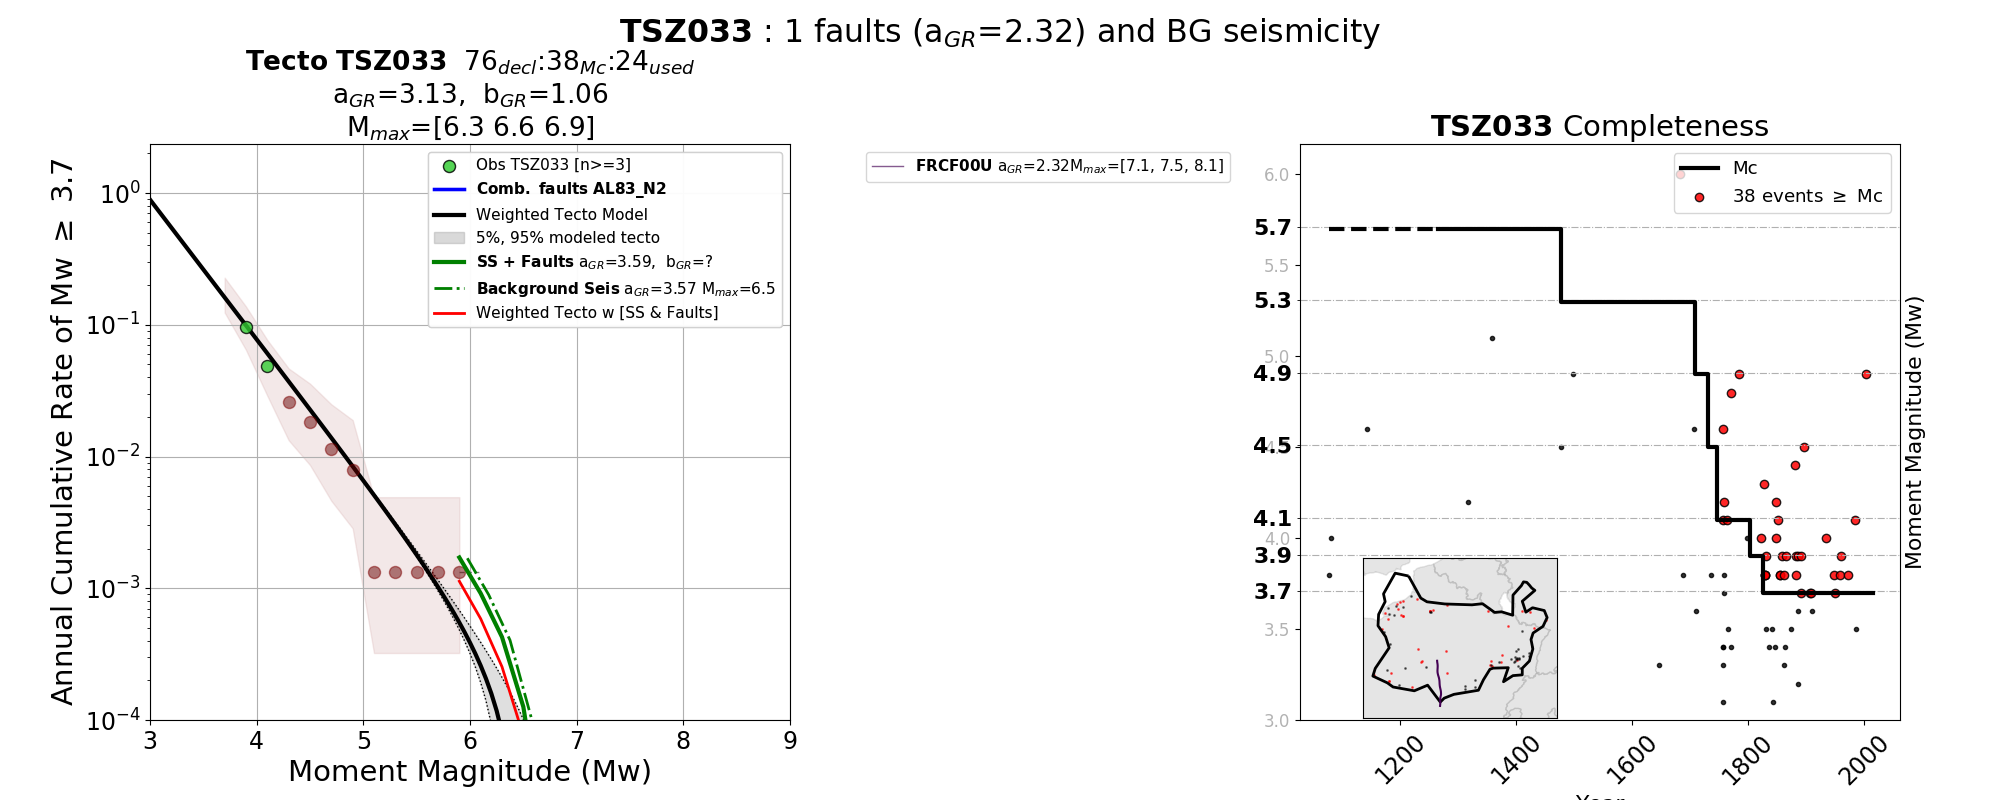 TSZ033 : 1 faults (aGR=2.32) and BG seismicity
Tecto TSZ033 76decl:38Mc:24used
aGR=3.13, bGR=1.06
Mmax=[6.3 6.6 6.9]
Annual Cumulative Rate of Mw ≥ 3.7
10^0
10^-1
10^-2
10^-3
10^-4
3 4 5 6 7 8 9
Moment Magnitude (Mw)
Obs TSZ033 [n>=3]
Comb. faults AL83_N2
Weighted Tecto Model
5%, 95% modeled tecto
SS + Faults aGR=3.59, bGR=?
Background Seis aGR=3.57 Mmax=6.5
Weighted Tecto w [SS & Faults]
FRCF00U aGR=2.32Mmax=[7.1, 7.5, 8.1]
TSZ033 Completeness
Mc
38 events ≥ Mc
6.0
5.7
5.5
5.3
5.0
4.9
4.5
4.1
4.0
3.9
3.7
3.5
3.0
1200 1400 1600 1800 2000
Year
Moment Magnitude (Mw)